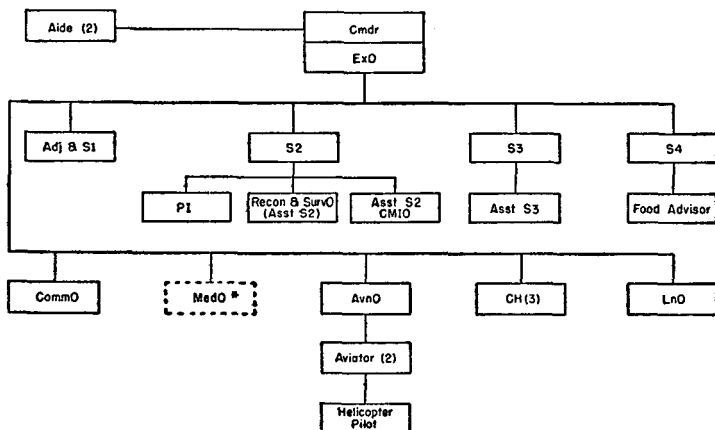 Aide (2)
Cmdr
ExO
Adj & S1
S2
S3
S4
PI
Recon & SurvO
(Asst S2)
Asst S2
CMIO
Asst S3
Food Advisor
CommO
MedO *
AvnO
CH (3)
LnO
Aviator (2)
Helicopter
Pilot